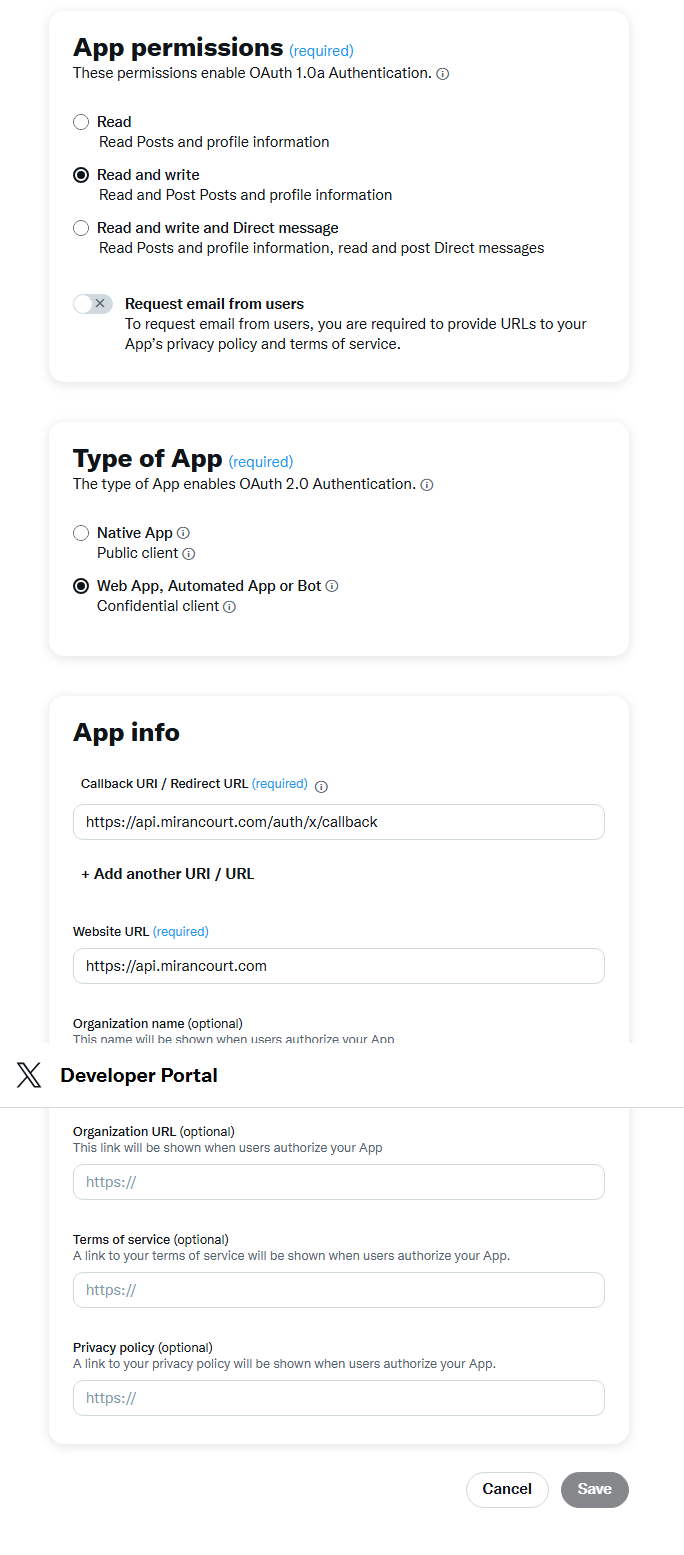 App permissions (required)
These permissions enable OAuth 1.0a Authentication.
Read
Read Posts and profile information
Read and write
Read and Post Posts and profile information
Read and write and Direct message
Read Posts and profile information, read and post Direct messages
Request email from users
To request email from users, you are required to provide URLs to your
App's privacy policy and terms of service.
Type of App (required)
The type of App enables OAuth 2.0 Authentication.
Native App
Public client
Web App, Automated App or Bot
Confidential client
App info
Callback URI / Redirect URL (required)
https://api.mirancourt.com/auth/x/callback
+ Add another URI / URL
Website URL (required)
https://api.mirancourt.com
Organization name (optional)
This name will be shown when users authorize your App
Developer Portal
Organization URL (optional)
This link will be shown when users authorize your App
https://
Terms of service (optional)
A link to your terms of service will be shown when users authorize your App.
https://
Privacy policy (optional)
A link to your privacy policy will be shown when users authorize your App.
https://
Cancel Save